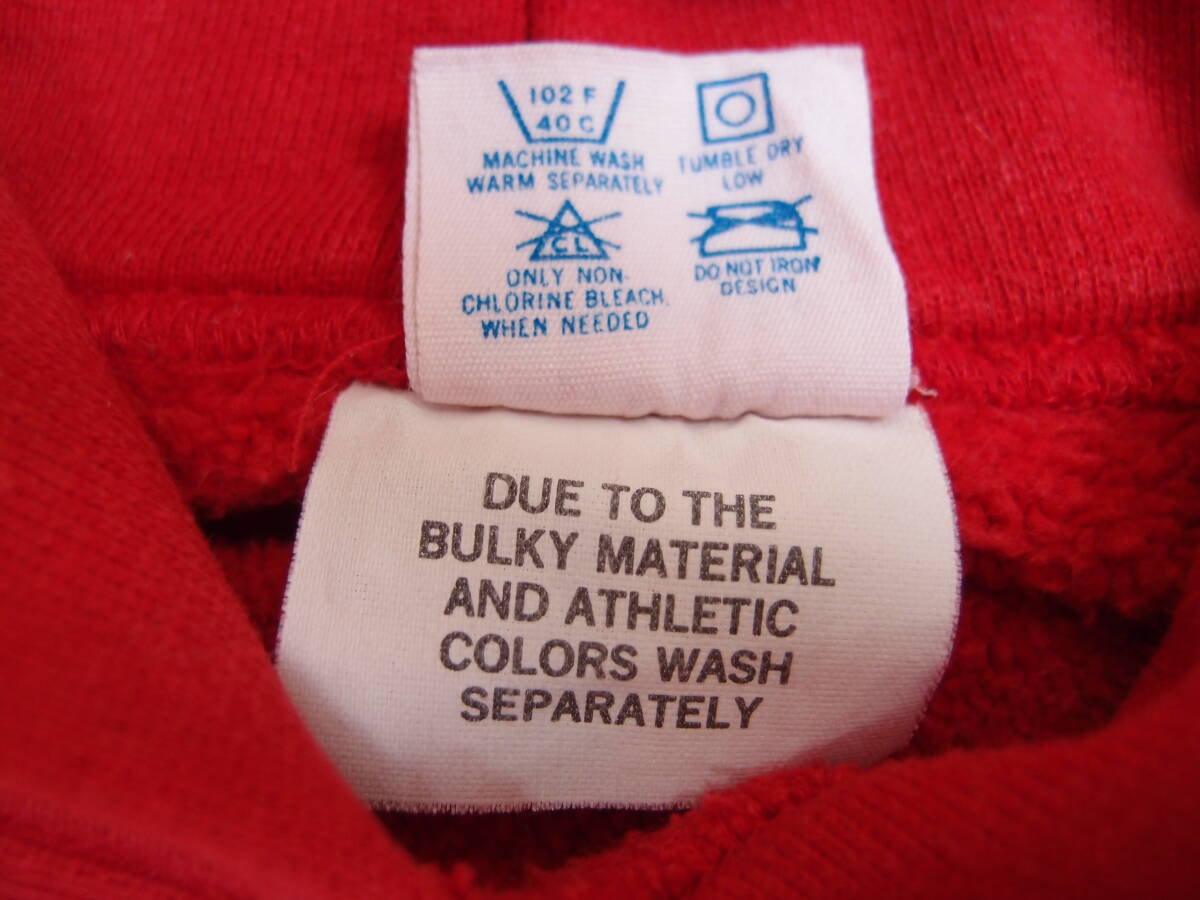 102 F
40 C
MACHINE WASH
WARM SEPARATELY
TUMBLE DRY
LOW
CL
ONLY NON-
CHLORINE BLEACH.
WHEN NEEDED
DO NOT IRON
DESIGN
DUE TO THE
BULKY MATERIAL
AND ATHLETIC
COLORS WASH
SEPARATELY